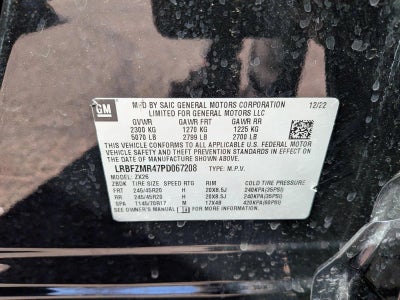 GM
MFD BY SAIC GENERAL MOTORS CORPORATION 12/22
LIMITED FOR GENERAL MOTORS LLC
GVWR GAWR FRT GAWR RR
2300 KG 1270 KG 1225 KG
5070 LB 2799 LB 2700 LB
THIS VEHICLE CONFORMS TO ALL APPLICABLE
U.S. FEDERAL MOTOR VEHICLE SAFETY, BUMPER,
AND THEFT PREVENTION STANDARDS IN EFFECT ON
THE DATE OF MANUFACTURE SHOWN ABOVE.
LRBFZMR47PD067208 TYPE: M.P.V.
MODEL: ZX26
ZBDK TIRE SIZE SPEED RTG RIM COLD TIRE PRESSURE
FRT 245/45R20 H 20X8.5J 240KPA(35PSI)
RR 245/45R20 H 20X8.5J 240KPA(35PSI)
SPA T145/70R17 M 17X4B 420KPA(60PSI)
SEE OWNER'S MANUAL FOR MORE INFORMATION